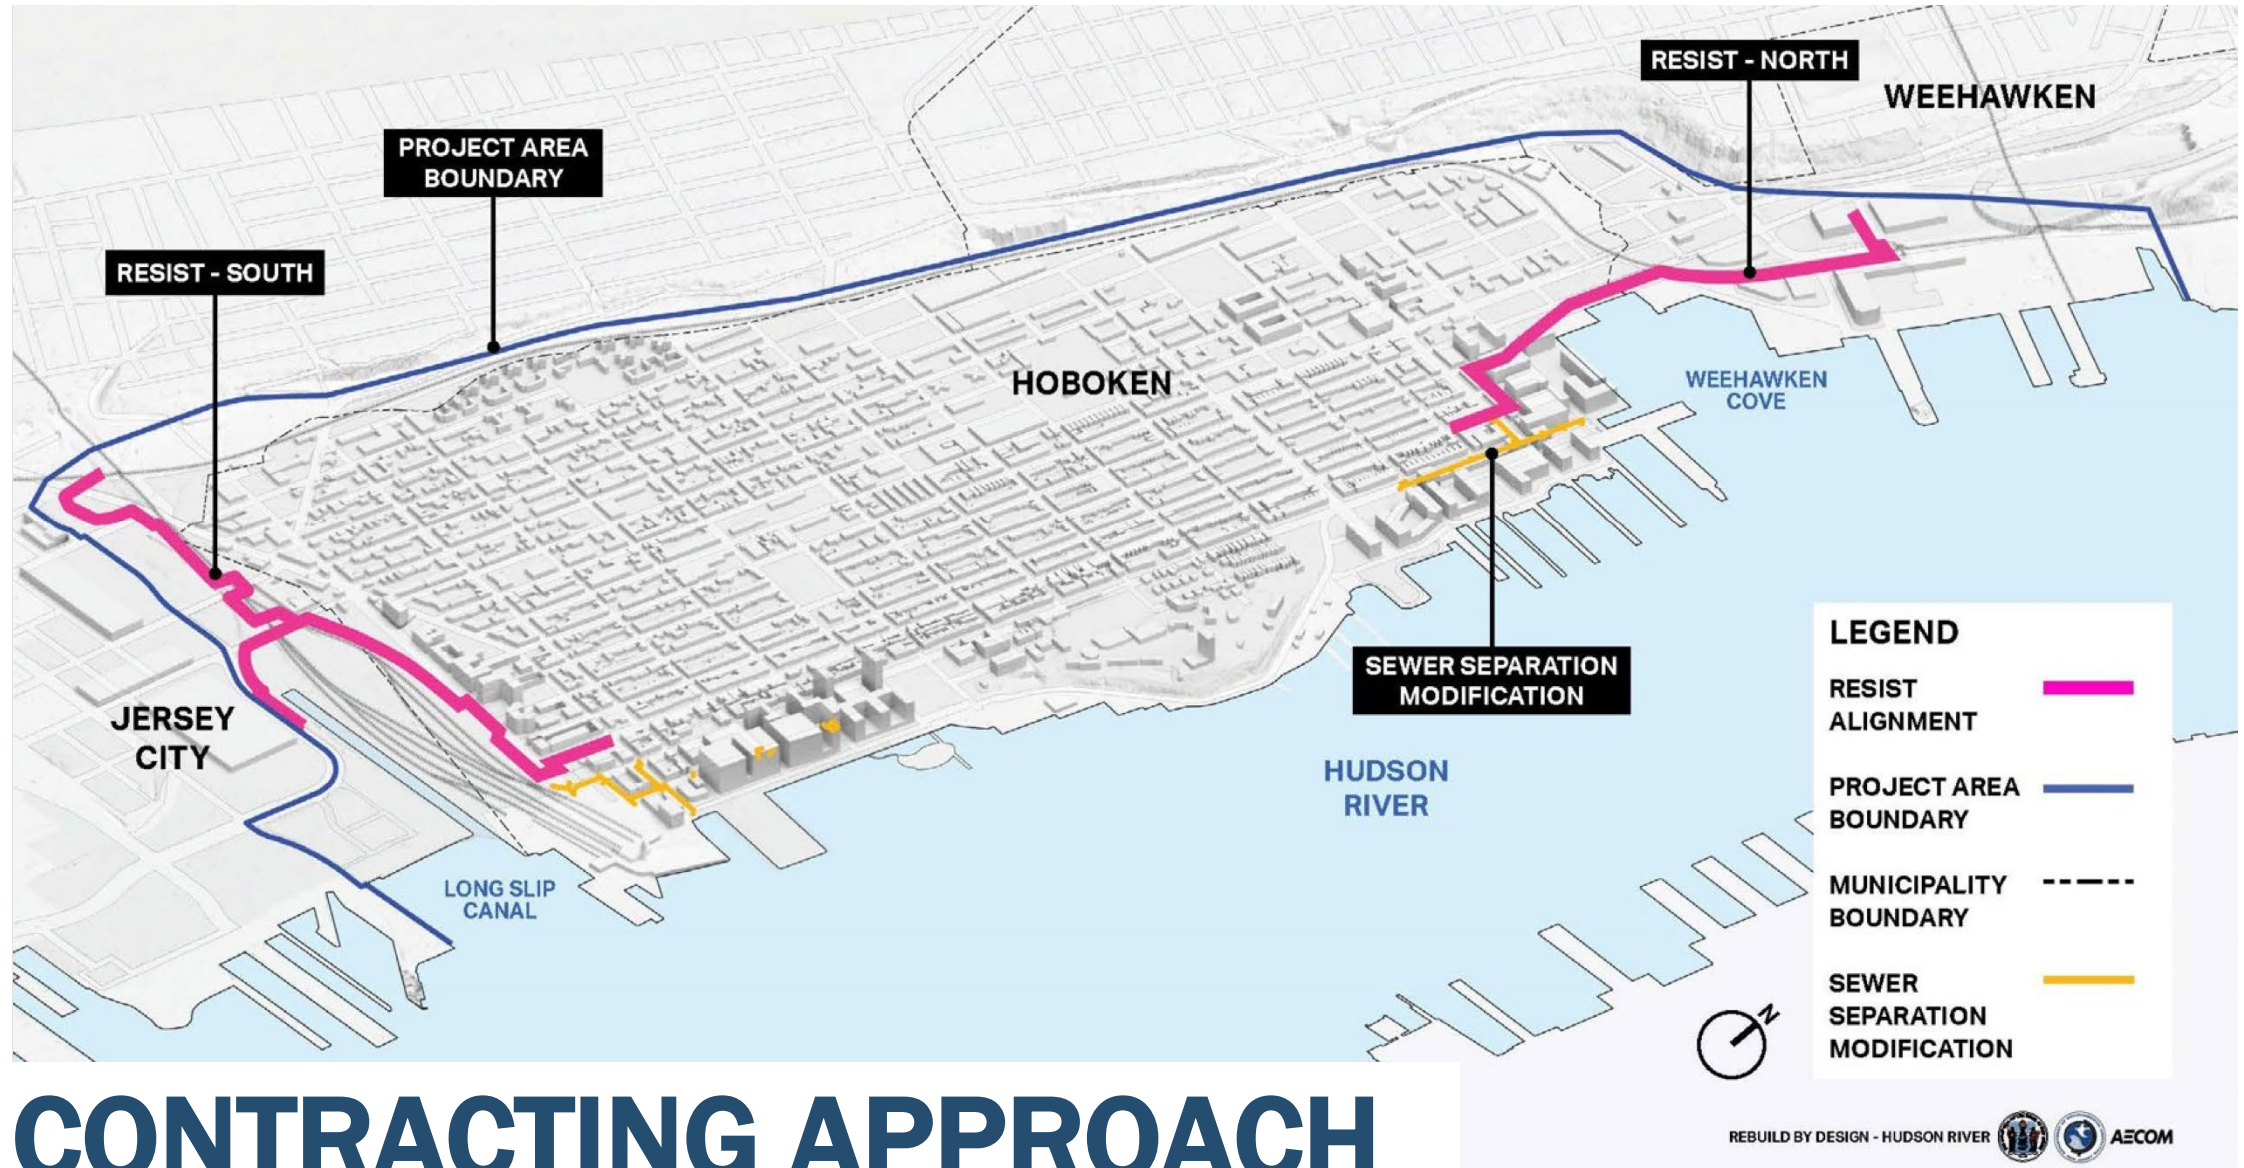 RESIST - NORTH
WEEHAWKEN
PROJECT AREA
BOUNDARY
RESIST - SOUTH
HOBOKEN
WEEHAWKEN
COVE
SEWER SEPARATION
MODIFICATION
JERSEY
CITY
HUDSON
RIVER
LONG SLIP
CANAL
LEGEND
RESIST
ALIGNMENT
PROJECT AREA
BOUNDARY
MUNICIPALITY
BOUNDARY
SEWER
SEPARATION
MODIFICATION
N
CONTRACTING APPROACH
REBUILD BY DESIGN - HUDSON RIVER
AECOM